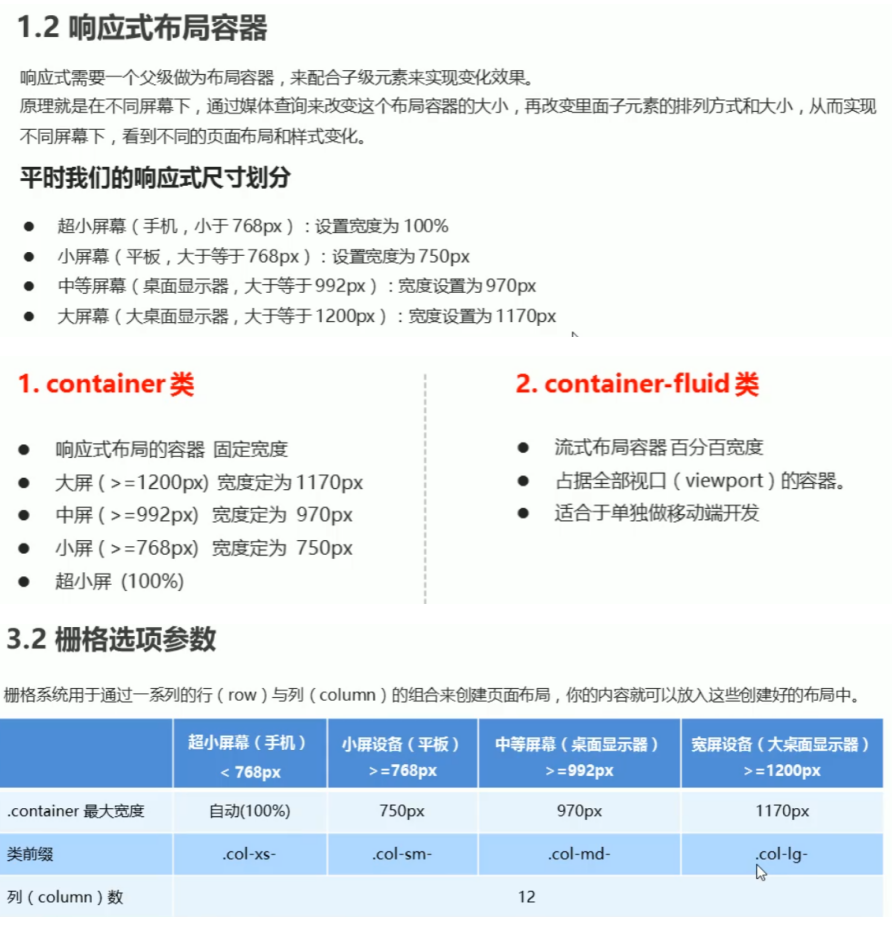 1.2 响应式布局容器
响应式需要一个父级做为布局容器，来配合子级元素来实现变化效果。
原理就是在不同屏幕下，通过媒体查询来改变这个布局容器的大小，再改变里面子元素的排列方式和大小，从而实现
不同屏幕下，看到不同的页面布局和样式变化。
平时我们的响应式尺寸划分
● 超小屏幕（手机，小于 768px）：设置宽度为 100%
● 小屏幕（平板，大于等于 768px）：设置宽度为 750px
● 中等屏幕（桌面显示器，大于等于 992px）：宽度设置为 970px
● 大屏幕（大桌面显示器，大于等于 1200px）：宽度设置为 1170px
1. container 类
● 响应式布局的容器 固定宽度
● 大屏 ( >=1200px) 宽度定为 1170px
● 中屏 ( >=992px) 宽度定为 970px
● 小屏 ( >=768px) 宽度定为 750px
● 超小屏 (100%)
2. container-fluid 类
● 流式布局容器 百分百宽度
● 占据全部视口（viewport）的容器。
● 适合于单独做移动端开发
3.2 栅格选项参数
栅格系统用于通过一系列的行（row）与列（column）的组合来创建页面布局，你的内容就可以放入这些创建好的布局中。
超小屏幕（手机） 小屏设备（平板） 中等屏幕（桌面显示器） 宽屏设备（大桌面显示器）
< 768px >=768px >=992px >=1200px
.container 最大宽度 自动(100%) 750px 970px 1170px
类前缀 .col-xs- .col-sm- .col-md- .col-lg-
列（column）数 12